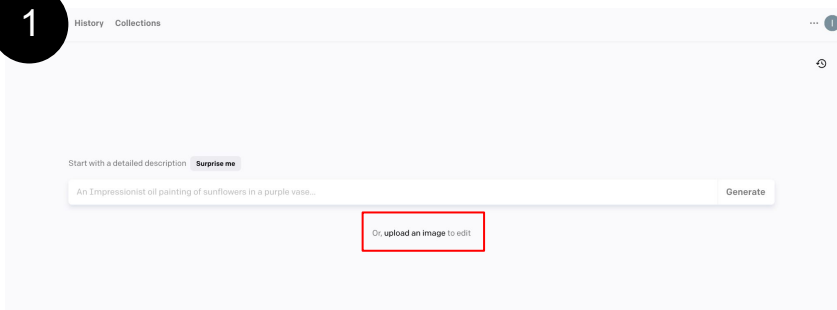 1
History Collections
...
I
Start with a detailed description Surprise me
An Impressionist oil painting of sunflowers in a purple vase... Generate
Or, upload an image to edit